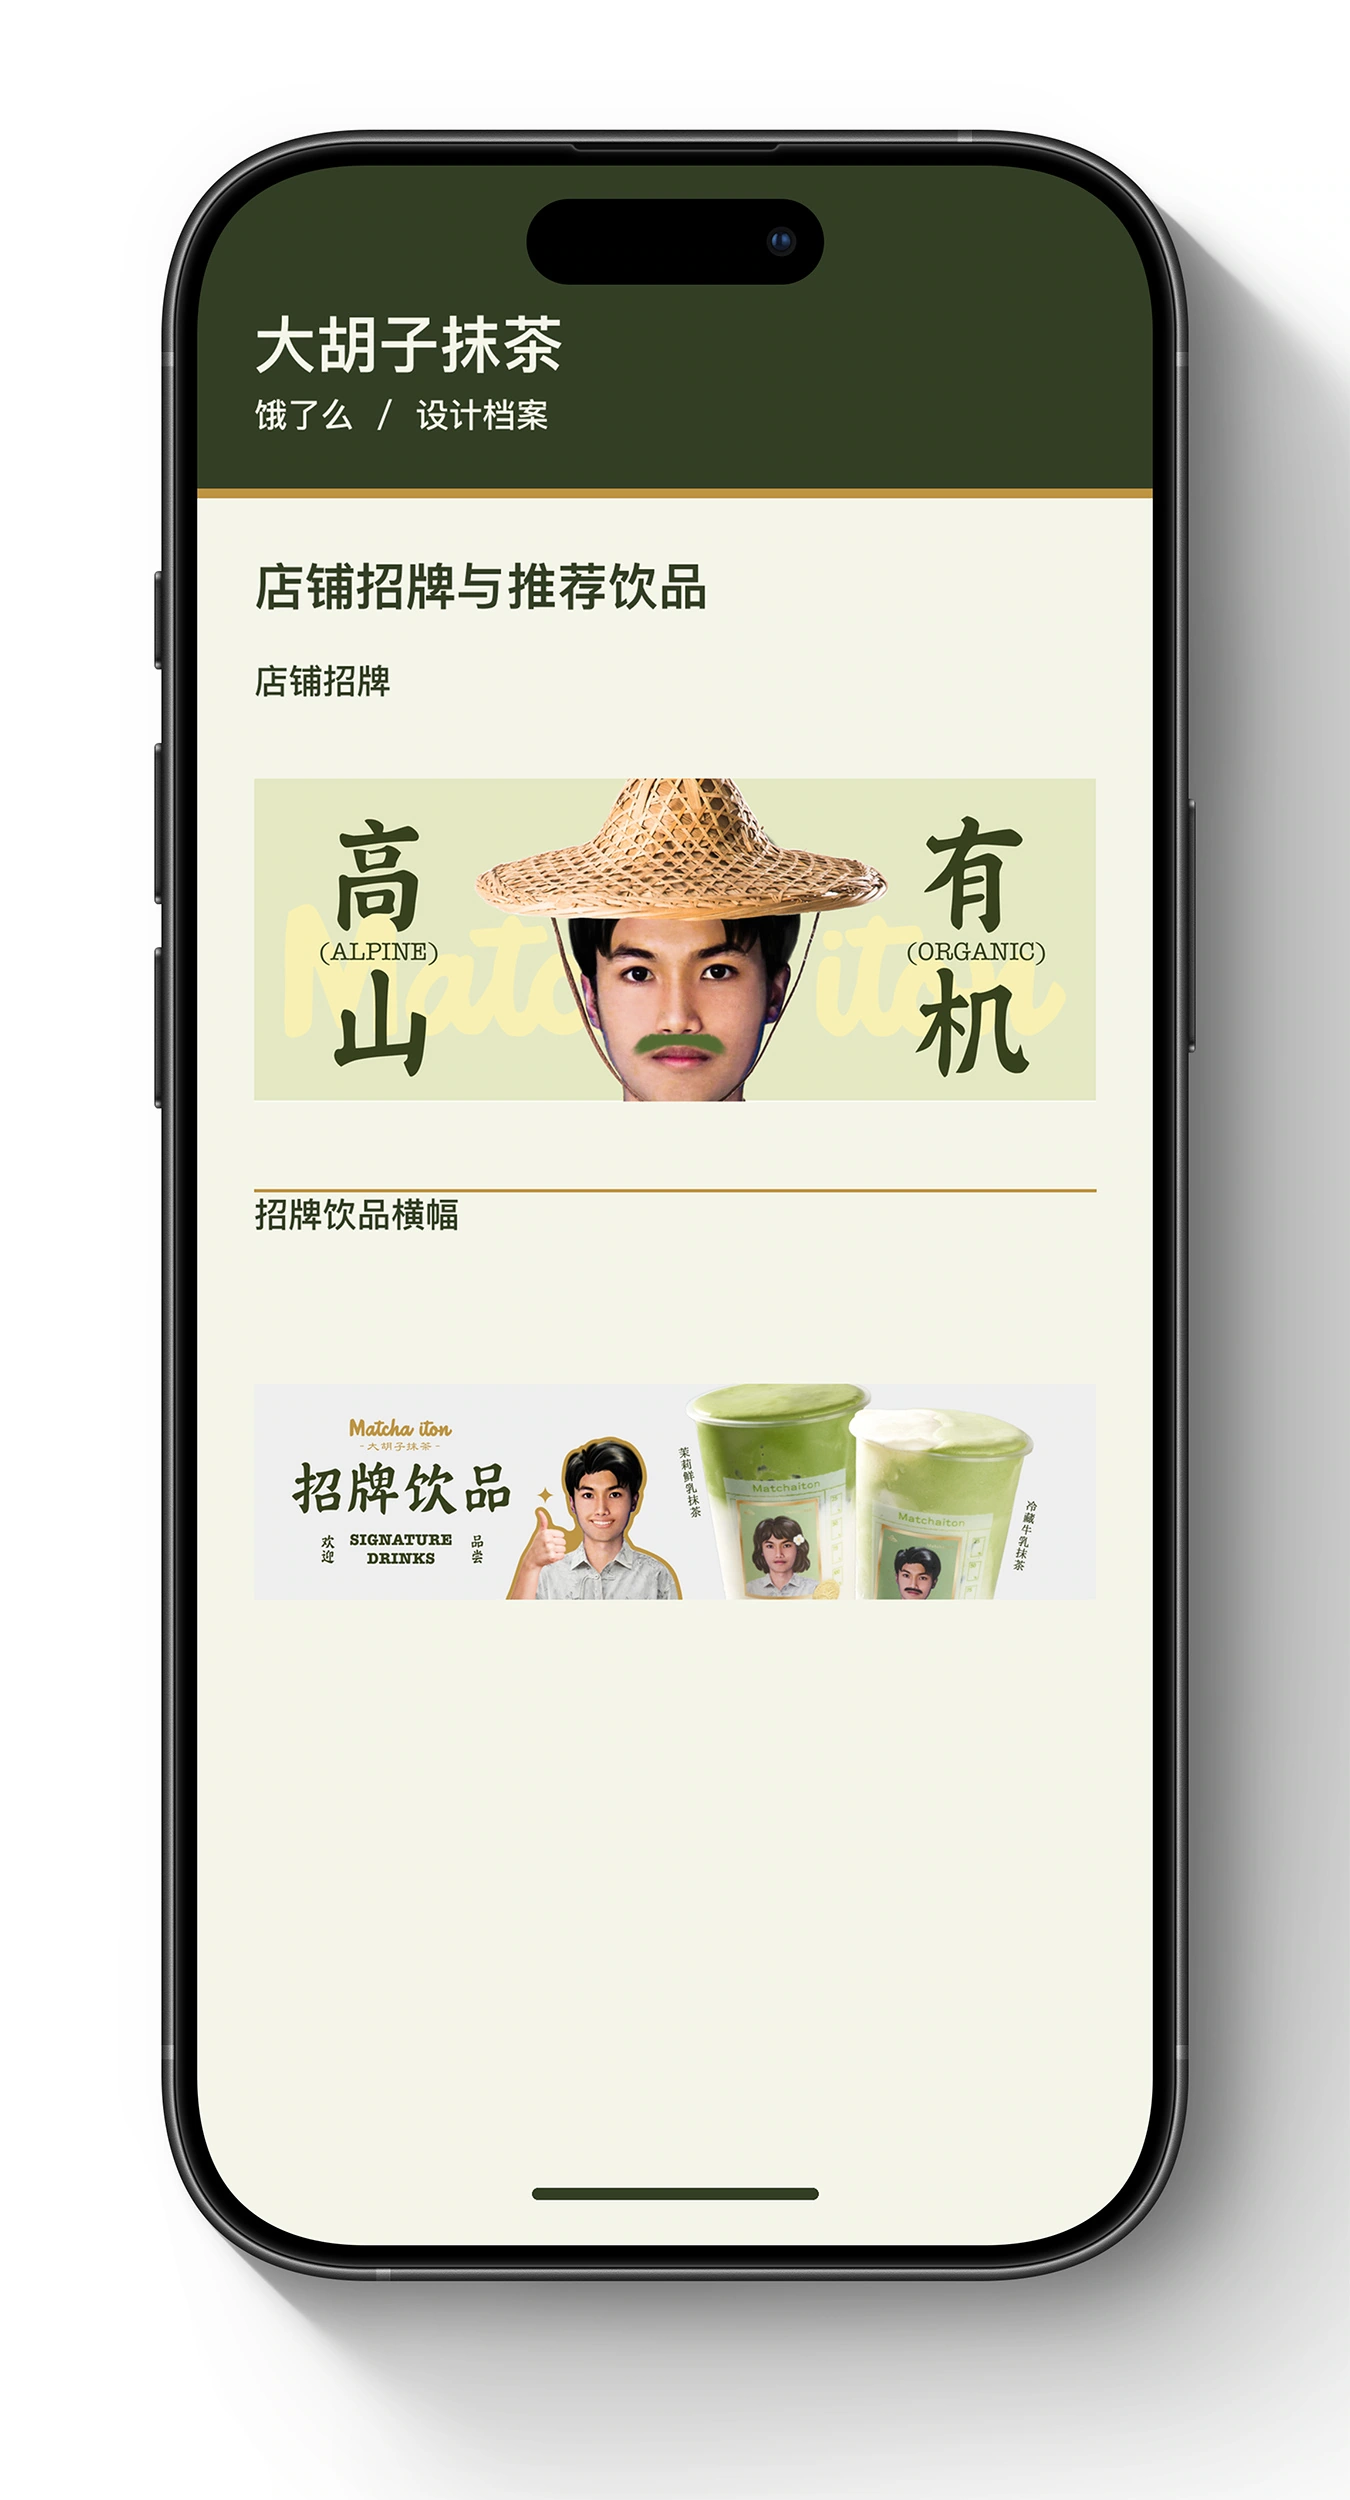 大胡子抹茶
饿了么 / 设计档案
店铺招牌与推荐饮品
店铺招牌
Matcha iton
高
(ALPINE)
山
有
(ORGANIC)
机
招牌饮品横幅
Matcha iton
-大胡子抹茶-
招牌饮品
欢迎
SIGNATURE
DRINKS
品尝
茉莉鲜乳抹茶
Matchaiton
Matchaiton
冷藏牛乳抹茶